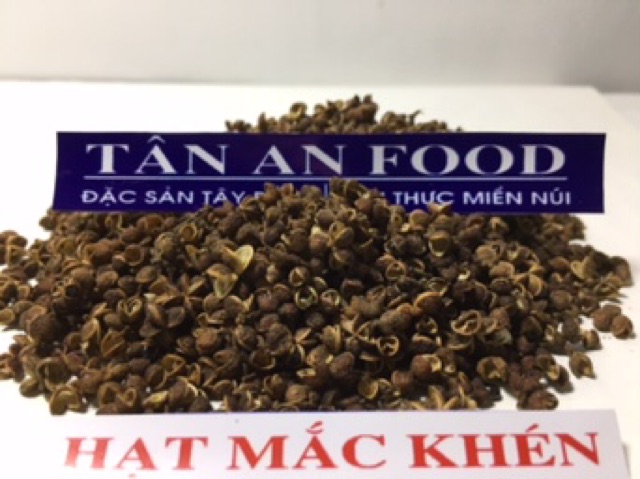 TÂN AN FOOD
ĐẶC SẢN TÂY THỰC MIỀN NÚI
HẠT MẮC KHÉN